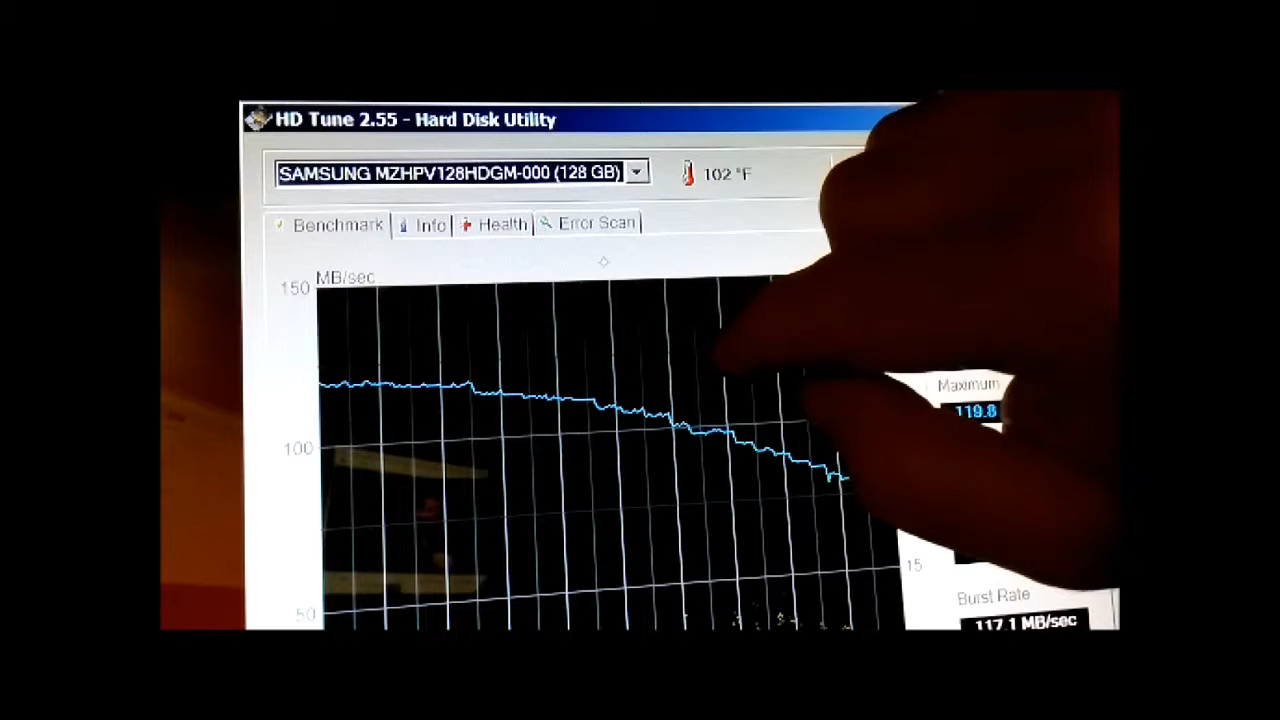 HD Tune 2.55 - Hard Disk Utility
SAMSUNG MZHPV128HDGM-000 (128 GB)
102 °F
Benchmark
Info
Health
Error Scan
MB/sec
150
Maximum
119.8
100
15
Burst Rate
50
117.1 MB/sec